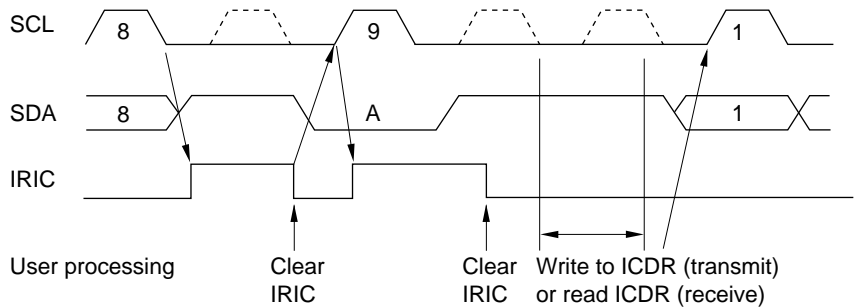 SCL 8 9 1
SDA 8 A 1
IRIC
User processing Clear Clear Write to ICDR (transmit)
IRIC IRIC or read ICDR (receive)